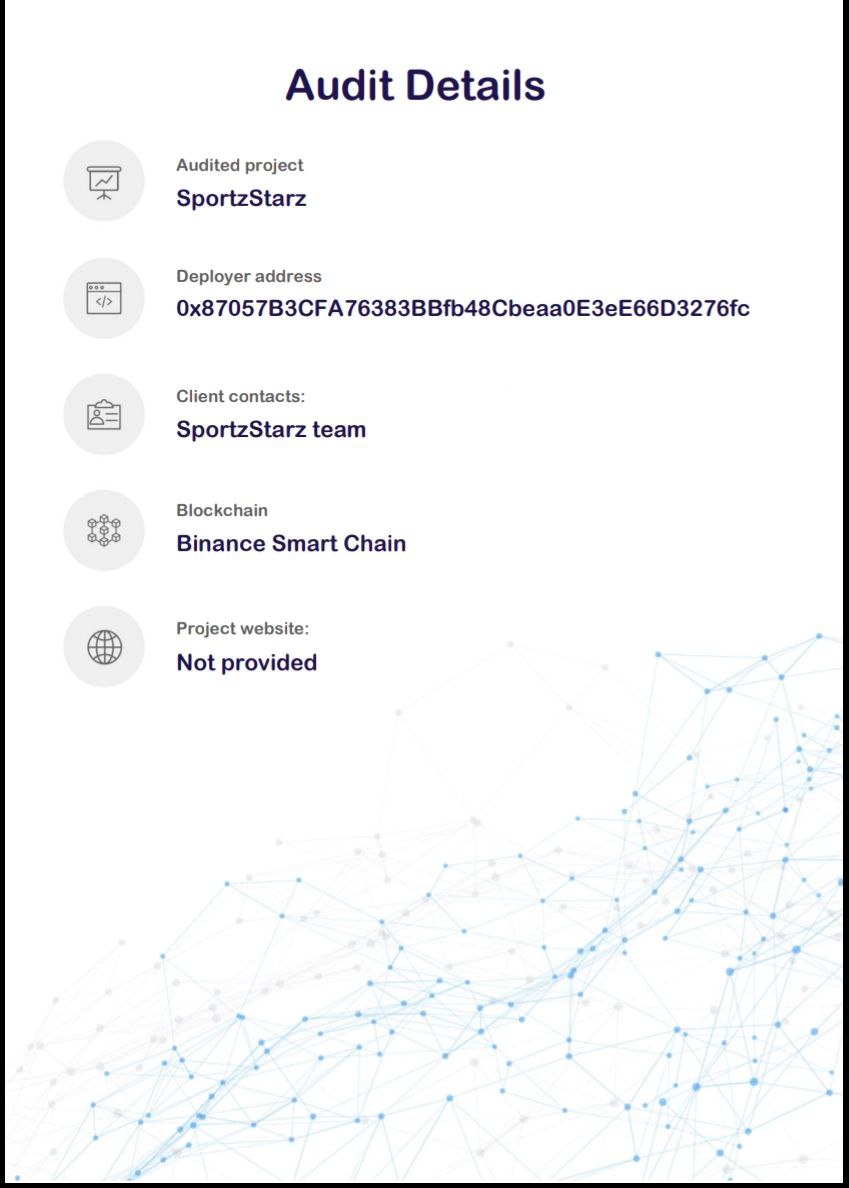 Audit Details
Audited project
SportzStarz
Deployer address
0x87057B3CFA76383BBfb48Cbeaa0E3eE66D3276fc
Client contacts:
SportzStarz team
Blockchain
Binance Smart Chain
Project website:
Not provided